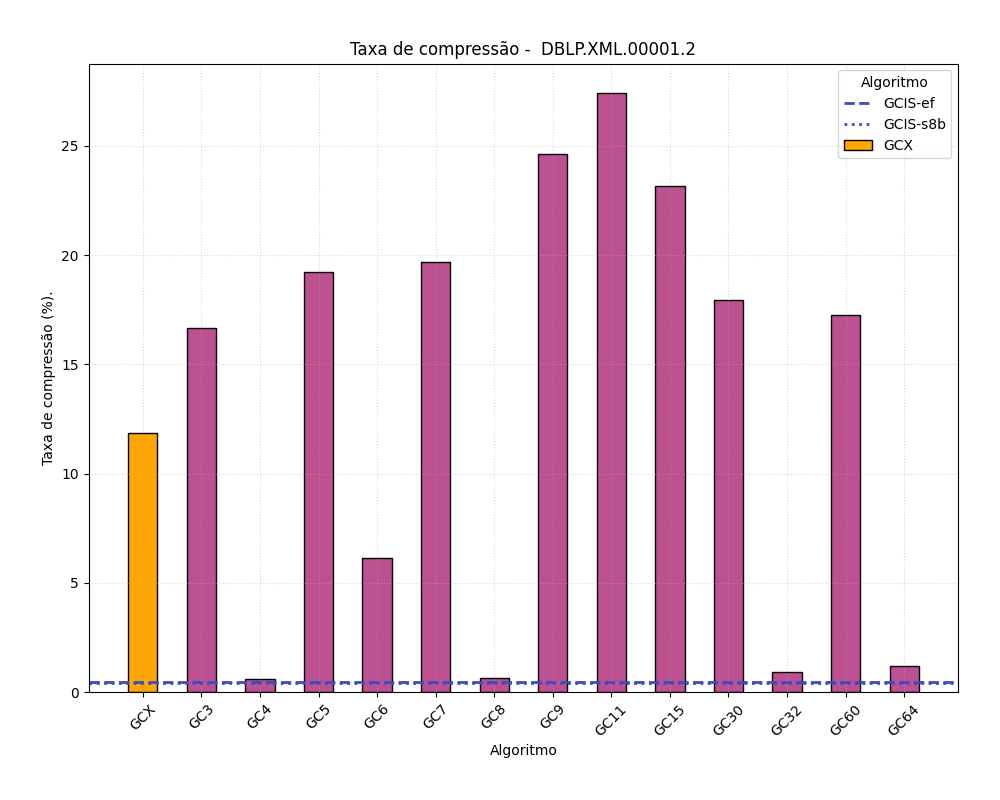 Taxa de compressão -  DBLP.XML.00001.2
Algoritmo
GCIS-ef
GCIS-s8b
GCX
Taxa de compressão (%).
25
20
15
10
5
0
GCX GC3 GC4 GC5 GC6 GC7 GC8 GC9 GC11 GC15 GC30 GC32 GC60 GC64
Algoritmo